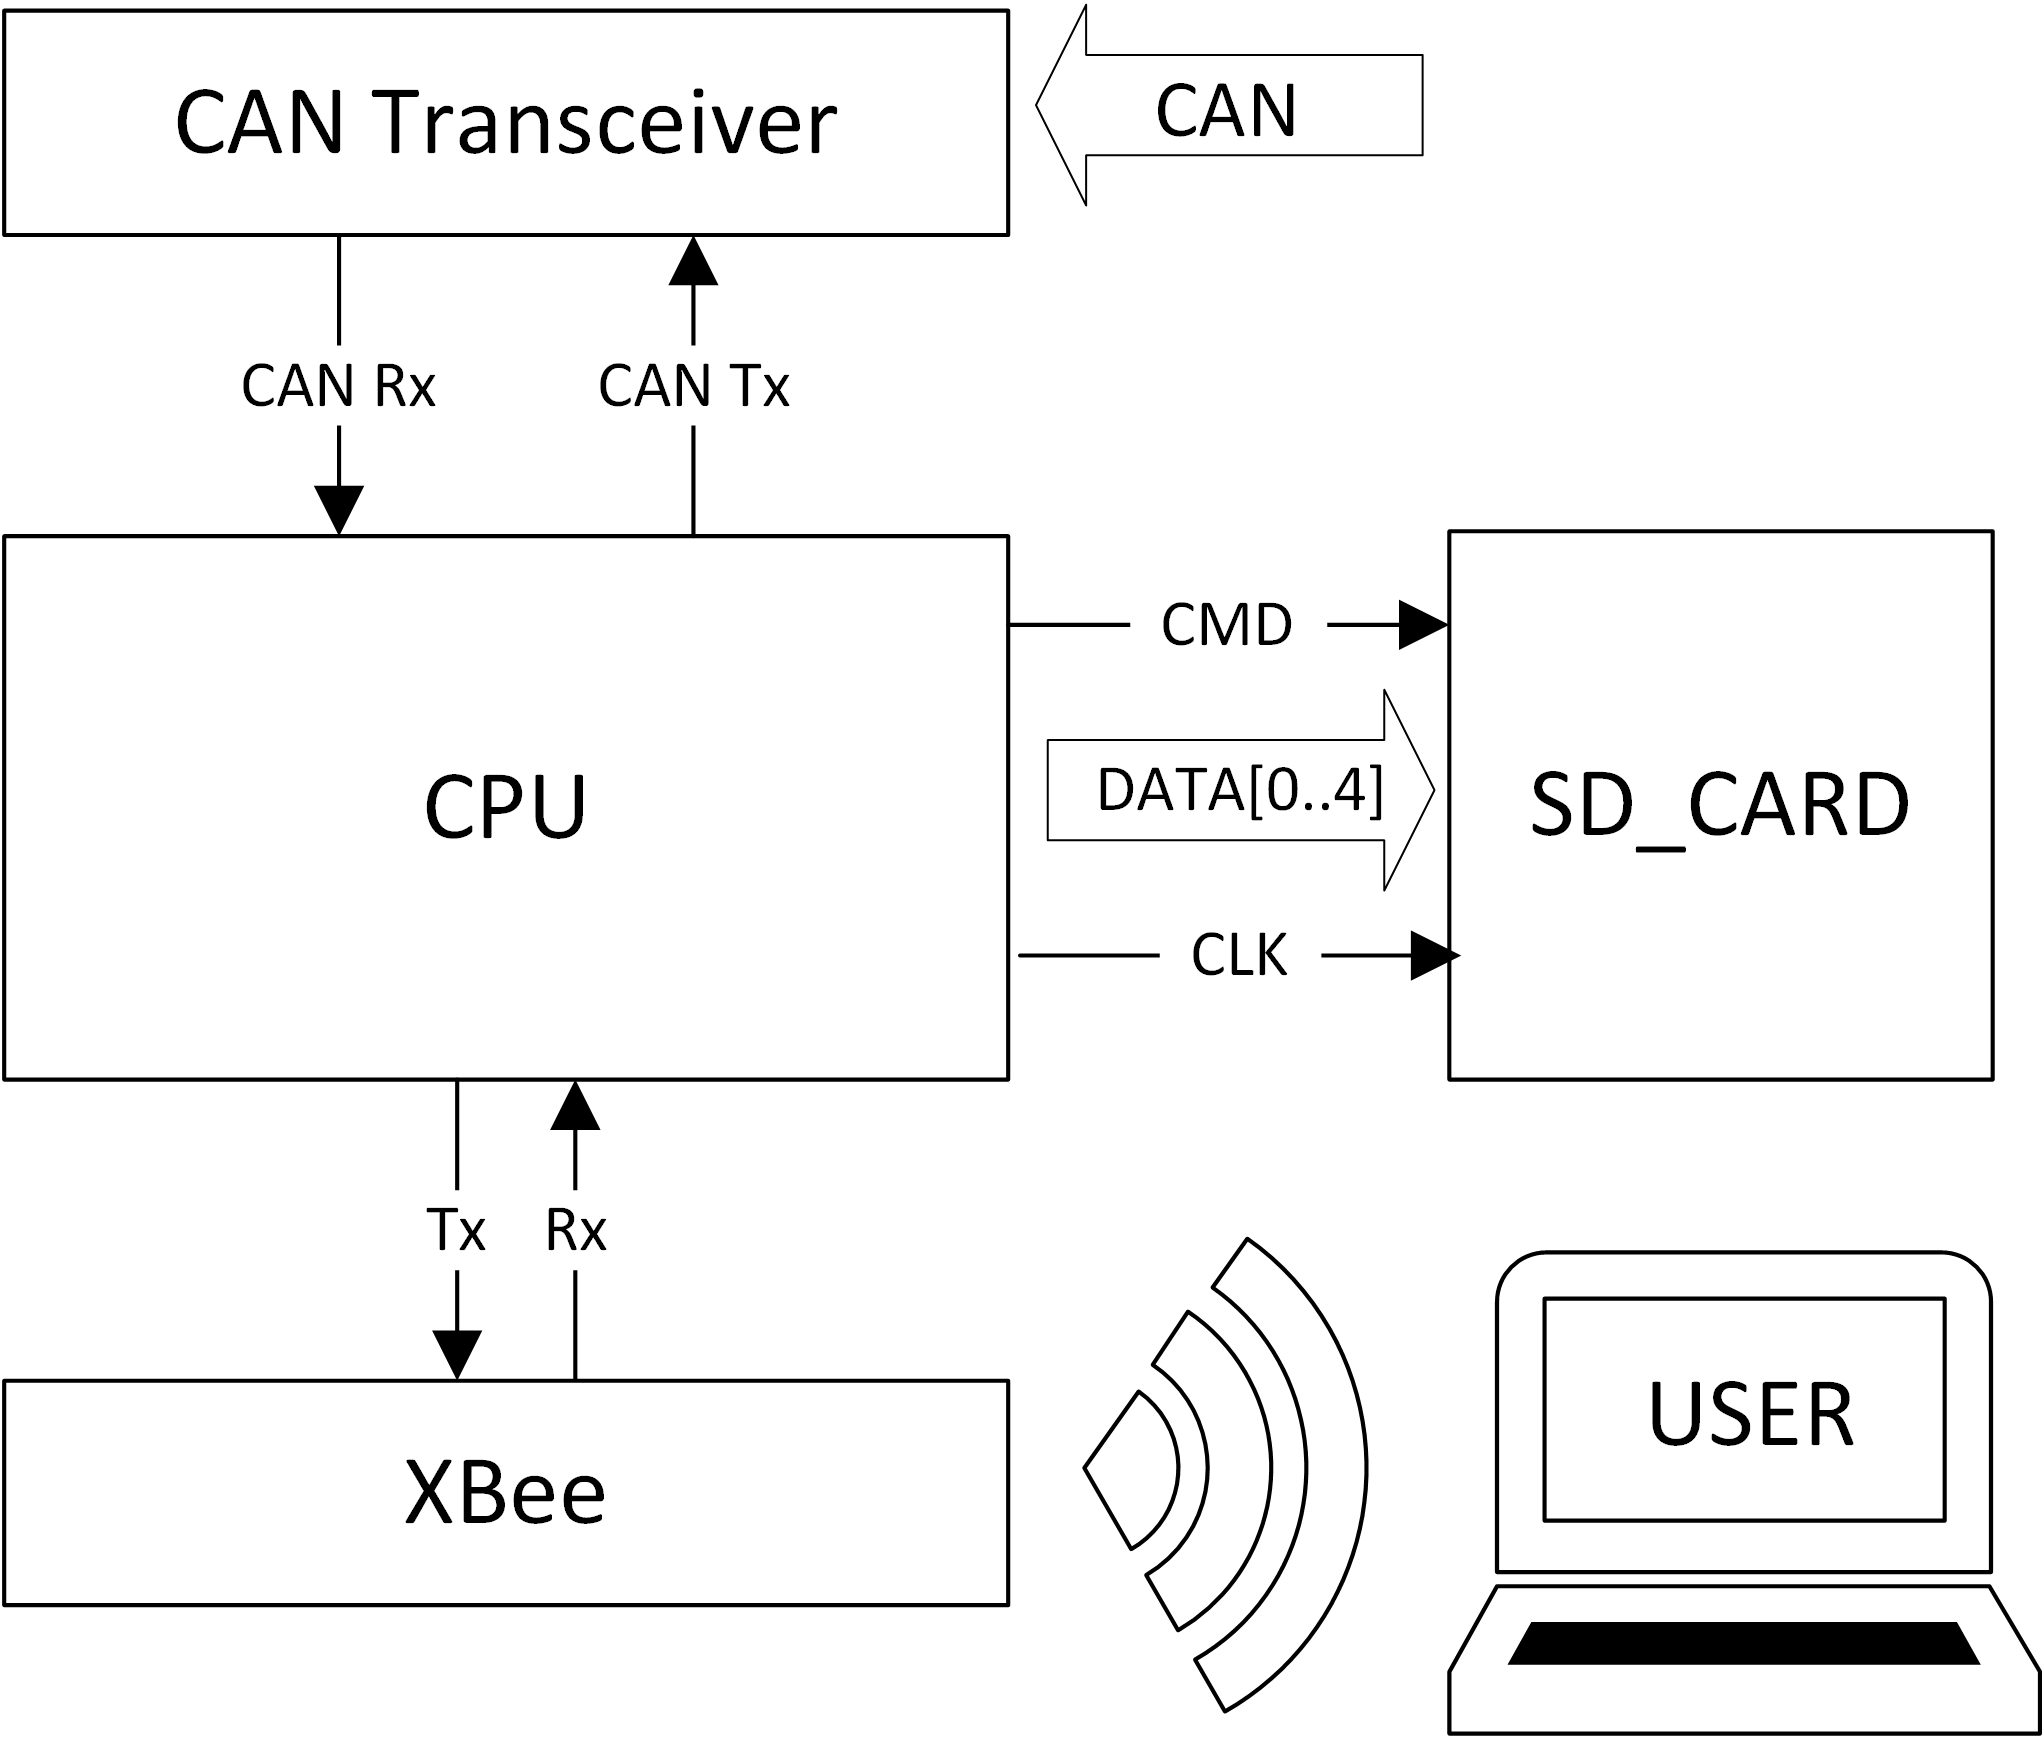 CAN Transceiver
CAN
CAN Rx
CAN Tx
CMD
CPU
DATA[0..4]
SD_CARD
CLK
Tx
Rx
USER
XBee